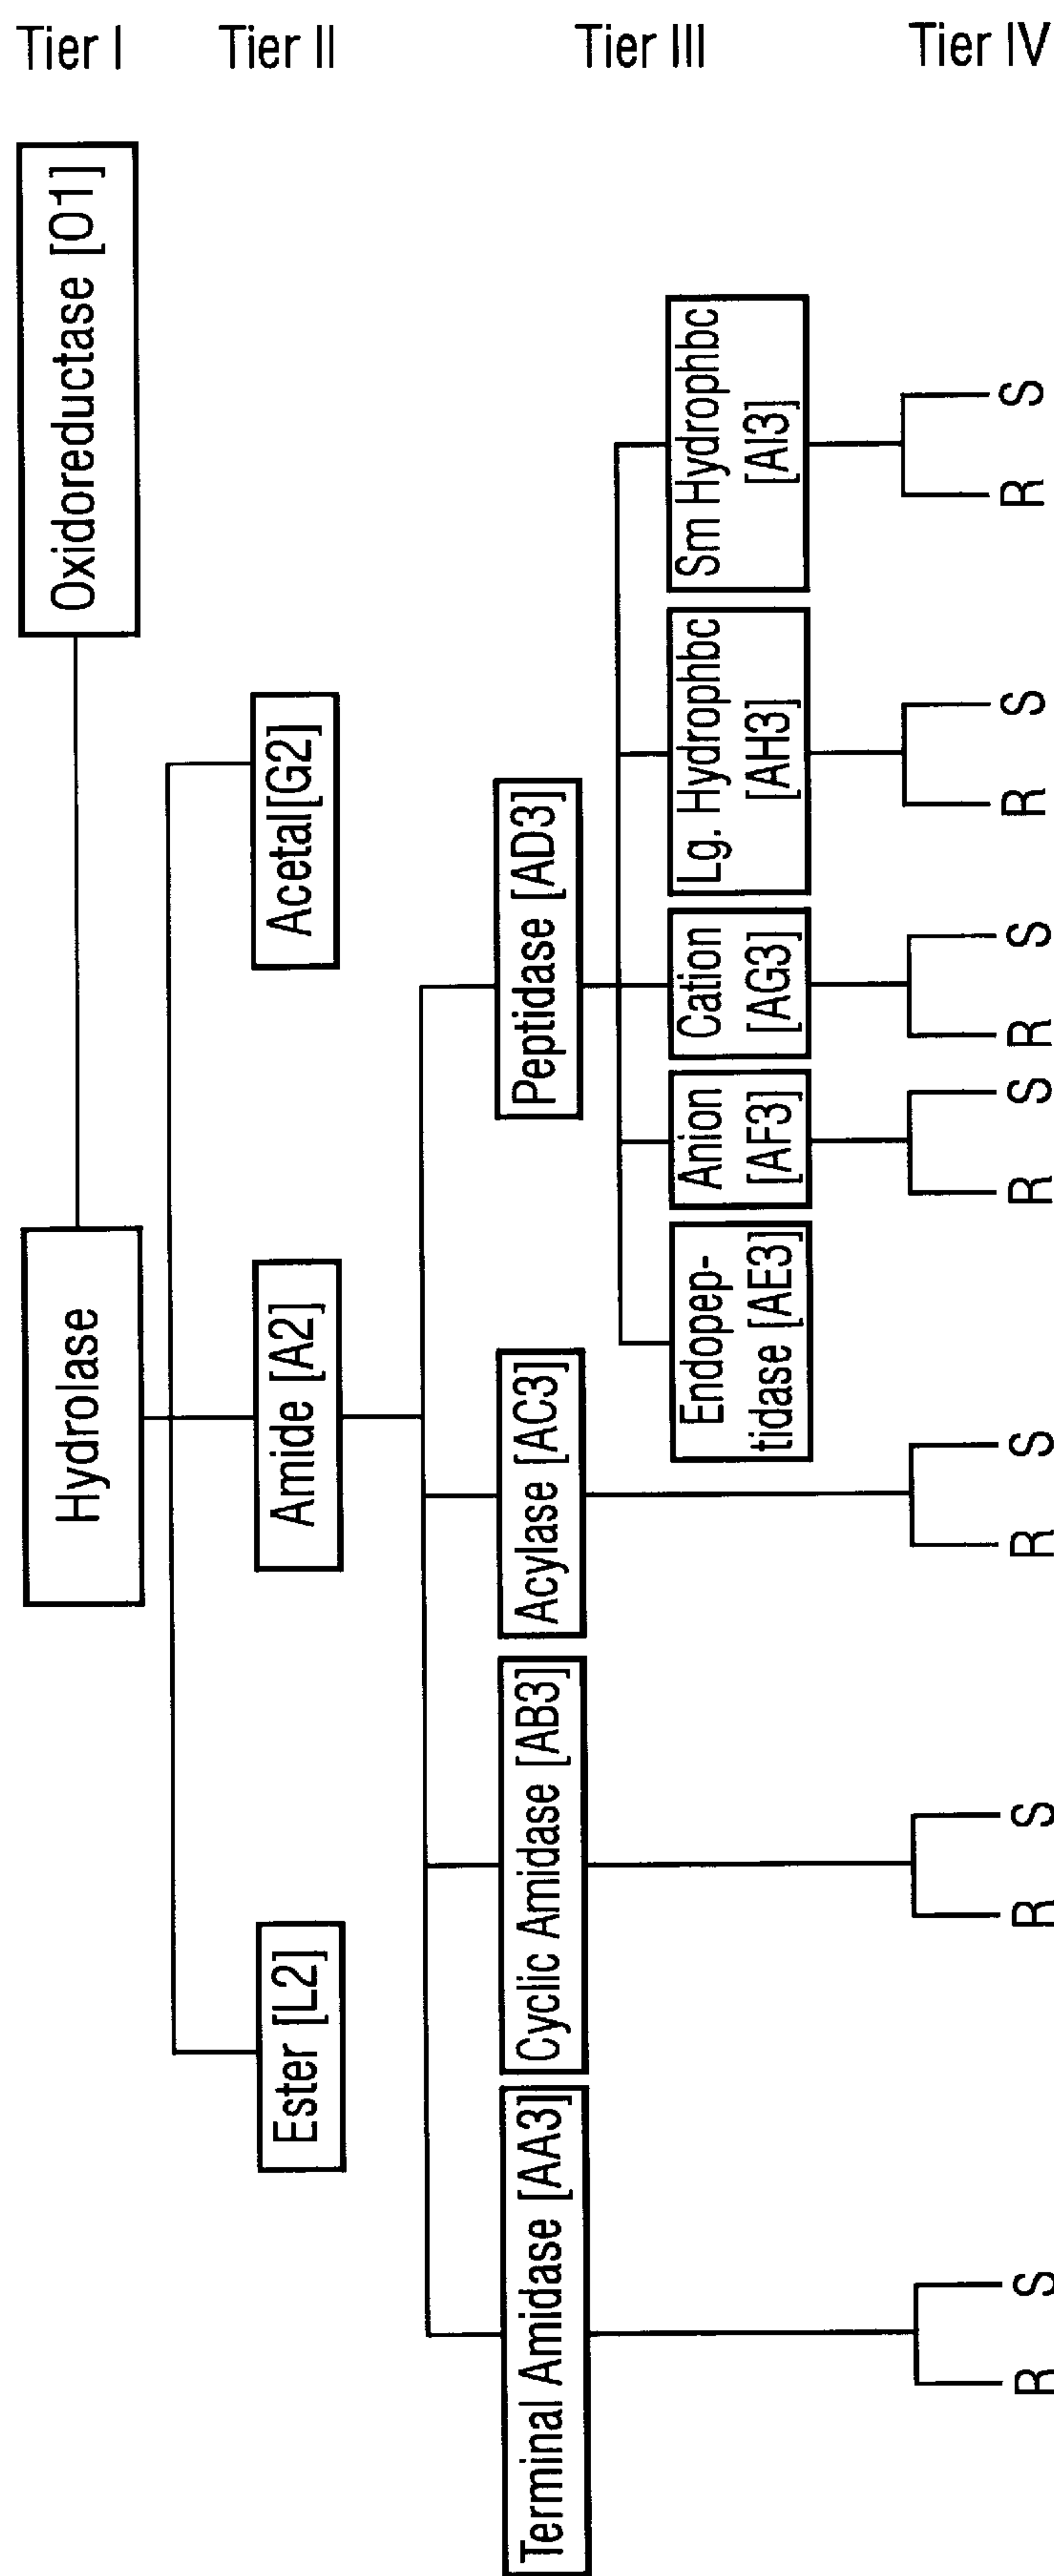 Tier I
Tier II
Tier III
Tier IV
Hydrolase
Oxidoreductase [O1]
Ester [L2]
Amide [A2]
Acetal[G2]
Terminal Amidase [AA3]
Cyclic Amidase [AB3]
Acylase [AC3]
Peptidase [AD3]
Endopep-
tidase [AE3]
Anion
[AF3]
Cation
[AG3]
Lg. Hydrophbc
[AH3]
Sm Hydrophbc
[AI3]
R S
R S
R S
R S
R S
R S
R S